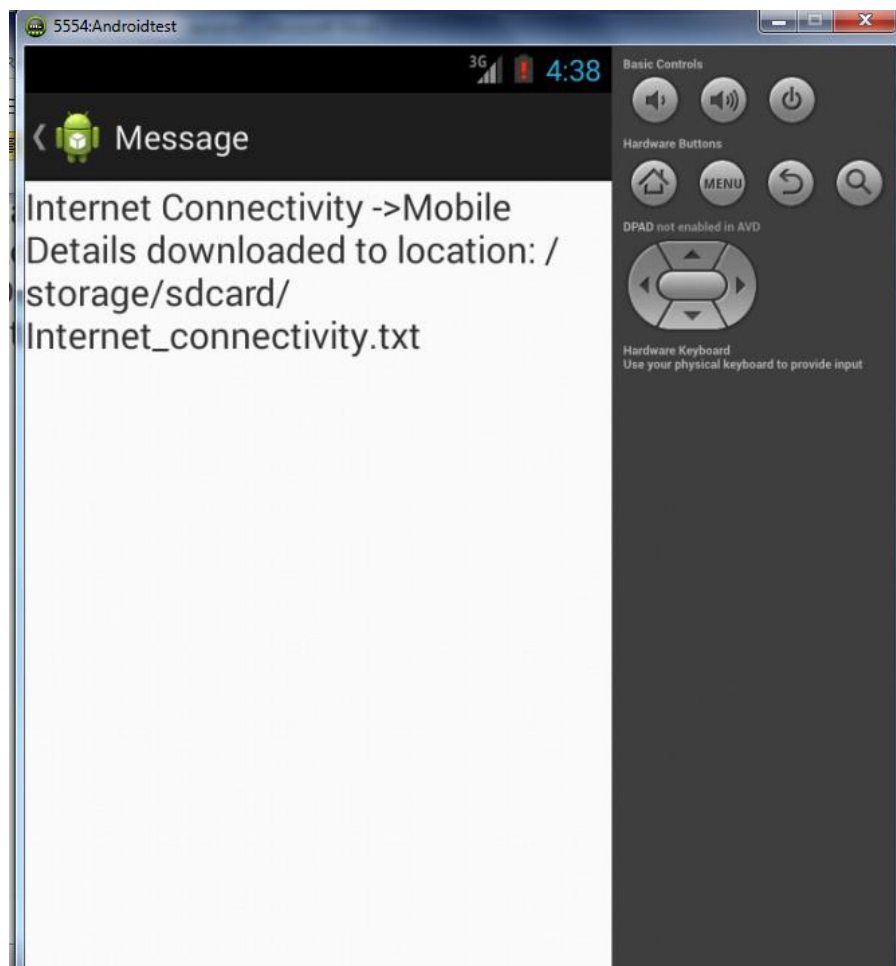 5554:Androidtest
3G 4:38
Message
Internet Connectivity ->Mobile
Details downloaded to location: /
storage/sdcard/
Internet_connectivity.txt
Basic Controls
Hardware Buttons
MENU
DPAD not enabled in AVD
Hardware Keyboard
Use your physical keyboard to provide input